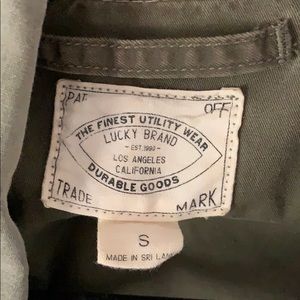 PAT OFF
THE FINEST UTILITY WEAR
LUCKY BRAND
EST. 1990
LOS ANGELES
CALIFORNIA
DURABLE GOODS
TRADE MARK
S
MADE IN SRI LAN